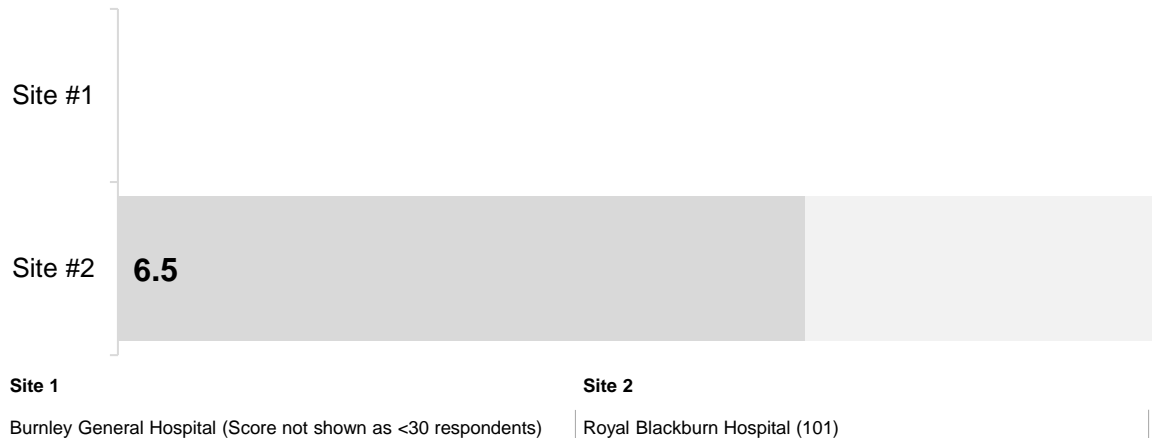 Site #1
Site #2 6.5
Site 1 Site 2
Burnley General Hospital (Score not shown as <30 respondents) Royal Blackburn Hospital (101)